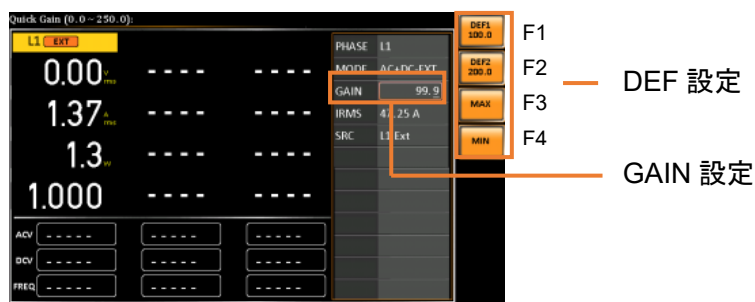 Quick Gain (0.0 ~ 250.0):
L1 EXT
0.00 V rms
---- ----
1.37 A rms
---- ----
1.3 W
---- ----
1.000
---- ----
ACV ----- ----- -----
DCV ----- ----- -----
FREQ ----- ----- -----
PHASE L1
MODE AC+DC-EXT
GAIN 99.9
IRMS 47.25 A
SRC L1 Ext
DEF1 100.0 F1
DEF2 200.0 F2
MAX F3
MIN F4
DEF 設定
GAIN 設定